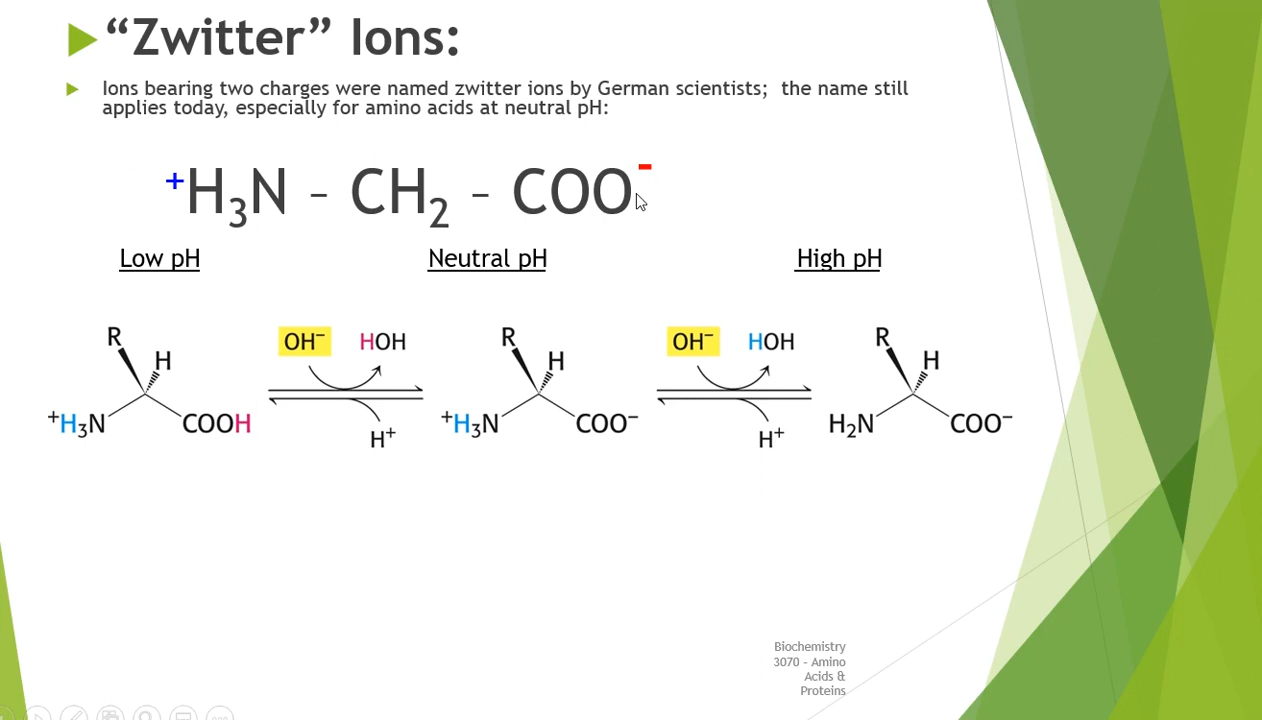 “Zwitter” Ions:
Ions bearing two charges were named zwitter ions by German scientists;  the name still
applies today, especially for amino acids at neutral pH:
⁺H₃N – CH₂ – COO⁻
Low pH
Neutral pH
High pH
R
H
⁺H₃N
COOH
OH⁻
HOH
H⁺
R
H
⁺H₃N
COO⁻
OH⁻
HOH
H⁺
R
H
H₂N
COO⁻
Biochemistry
3070 - Amino
Acids &
Proteins